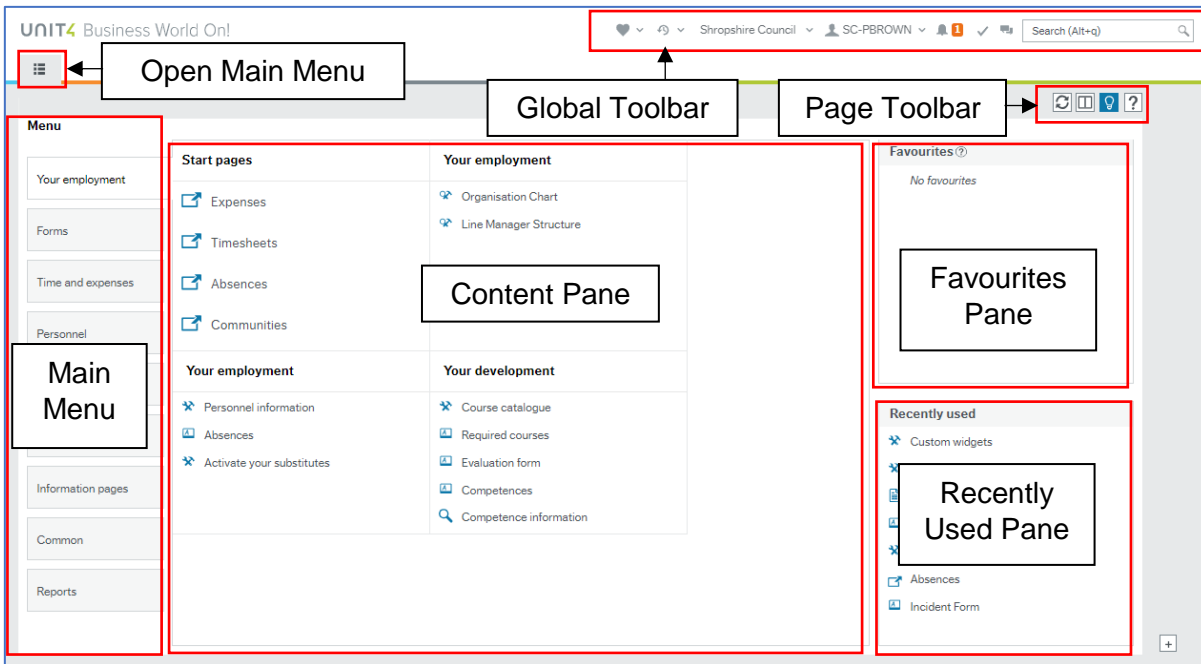 UNIT4 Business World On!
Shropshire Council
SC-PBROWN
1
Search (Alt+q)
Open Main Menu
Global Toolbar
Page Toolbar
?
Menu
Your employment
Forms
Time and expenses
Personnel
Main
Menu
Information pages
Common
Reports
Start pages
Expenses
Timesheets
Absences
Communities
Your employment
Organisation Chart
Line Manager Structure
Content Pane
Your employment
Personnel information
Absences
Activate your substitutes
Your development
Course catalogue
Required courses
Evaluation form
Competences
Competence information
Favourites ?
No favourites
Favourites
Pane
Recently used
Custom widgets
Recently
Used Pane
Absences
Incident Form
+